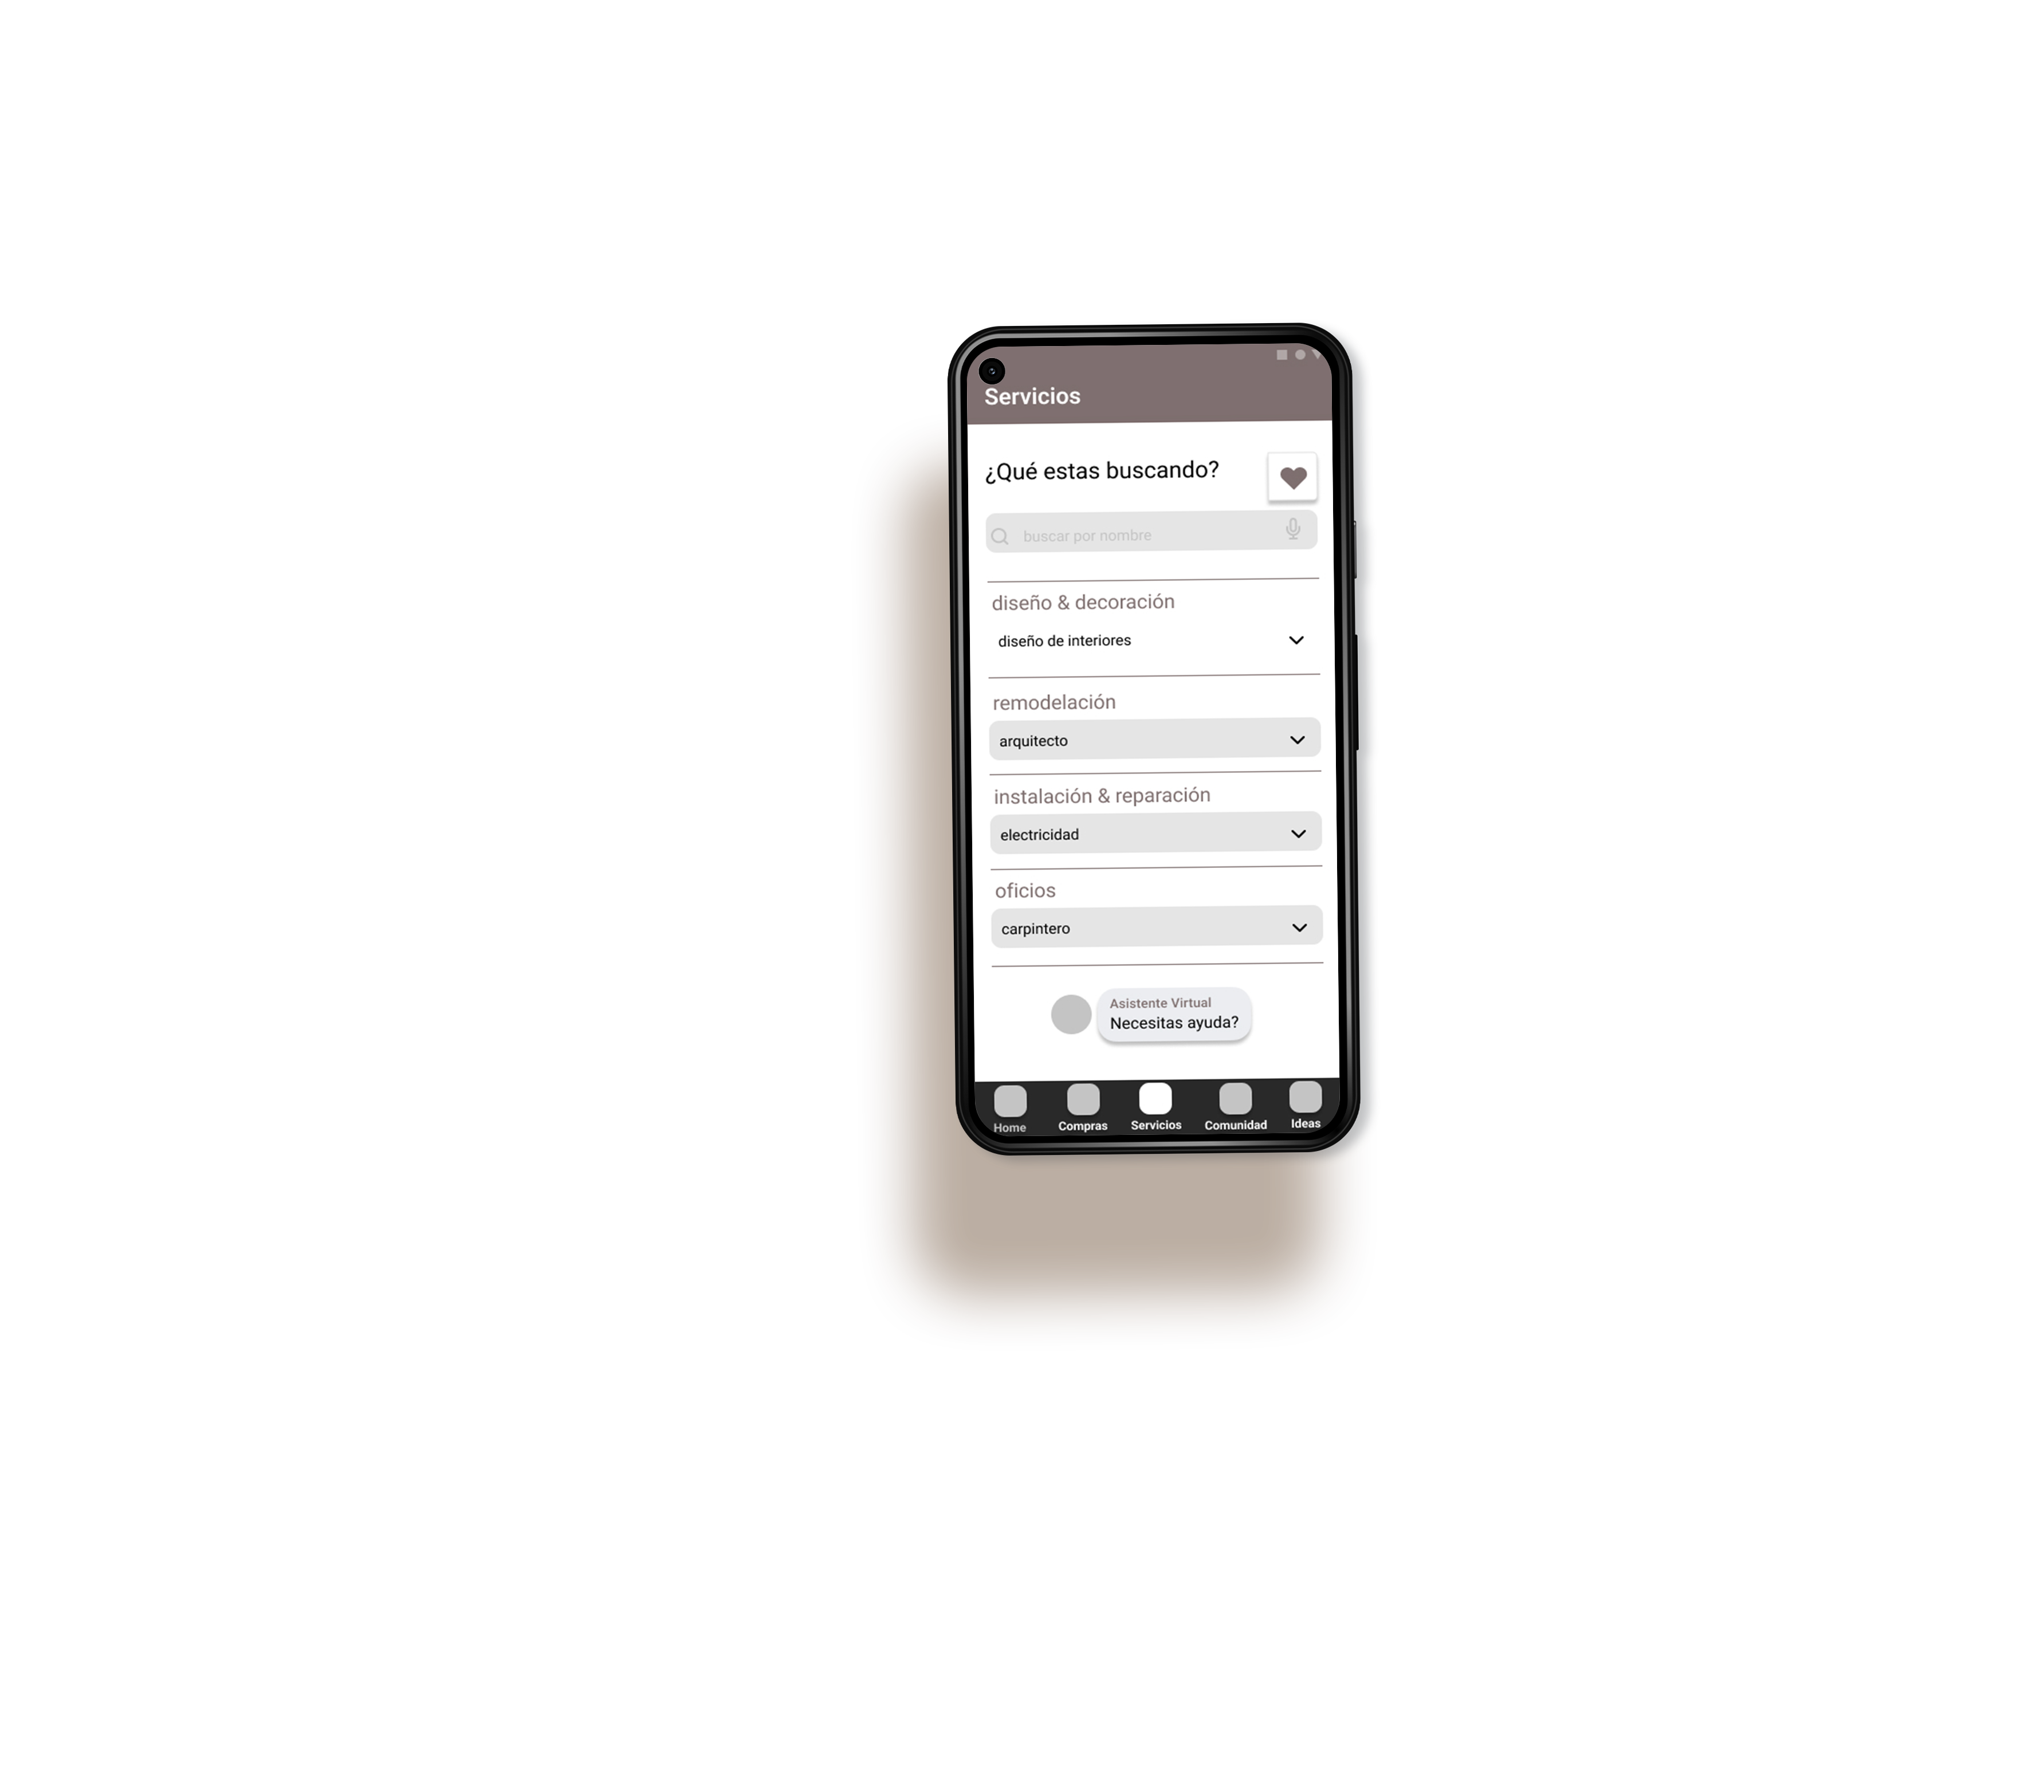 Servicios
¿Qué estas buscando?
buscar por nombre
diseño & decoración
diseño de interiores
remodelación
arquitecto
instalación & reparación
electricidad
oficios
carpintero
Asistente Virtual
Necesitas ayuda?
Home Compras Servicios Comunidad Ideas